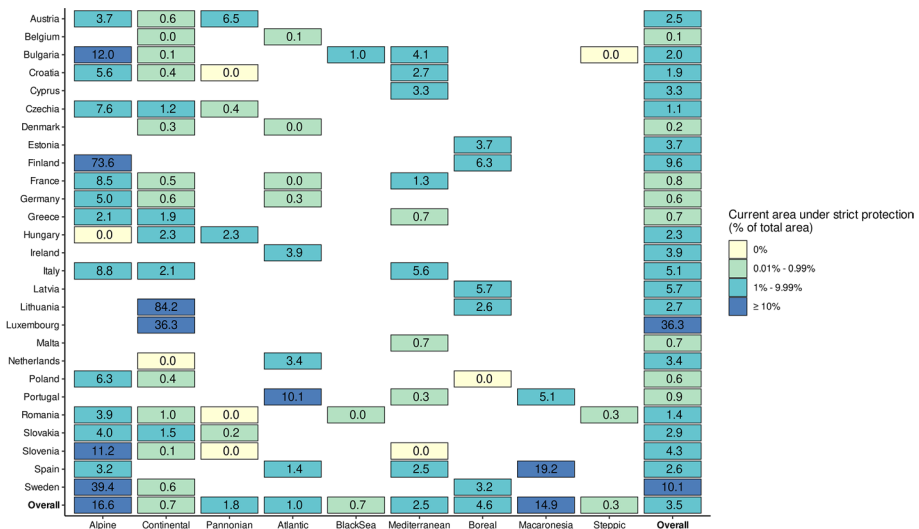 Austria 3.7 0.6 6.5 2.5
Belgium 0.0 0.1 0.1
Bulgaria 12.0 0.1 1.0 4.1 0.0 2.0
Croatia 5.6 0.4 0.0 2.7 1.9
Cyprus 3.3 3.3
Czechia 7.6 1.2 0.4 1.1
Denmark 0.3 0.0 0.2
Estonia 3.7 3.7
Finland 73.6 6.3 9.6
France 8.5 0.5 0.0 1.3 0.8
Germany 5.0 0.6 0.3 0.6
Greece 2.1 1.9 0.7 0.7
Hungary 0.0 2.3 2.3 2.3
Ireland 3.9 3.9
Italy 8.8 2.1 5.6 5.1
Latvia 5.7 5.7
Lithuania 84.2 2.6 2.7
Luxembourg 36.3 36.3
Malta 0.7 0.7
Netherlands 0.0 3.4 3.4
Poland 6.3 0.4 0.0 0.6
Portugal 10.1 0.3 5.1 0.9
Romania 3.9 1.0 0.0 0.0 0.3 1.4
Slovakia 4.0 1.5 0.2 2.9
Slovenia 11.2 0.1 0.0 0.0 4.3
Spain 3.2 1.4 2.5 19.2 2.6
Sweden 39.4 0.6 3.2 10.1
Overall 16.6 0.7 1.8 1.0 0.7 2.5 4.6 14.9 0.3 3.5
Alpine Continental Pannonian Atlantic BlackSea Mediterranean Boreal Macaronesia Steppic Overall
Current area under strict protection
(% of total area)
0%
0.01% - 0.99%
1% - 9.99%
≥ 10%